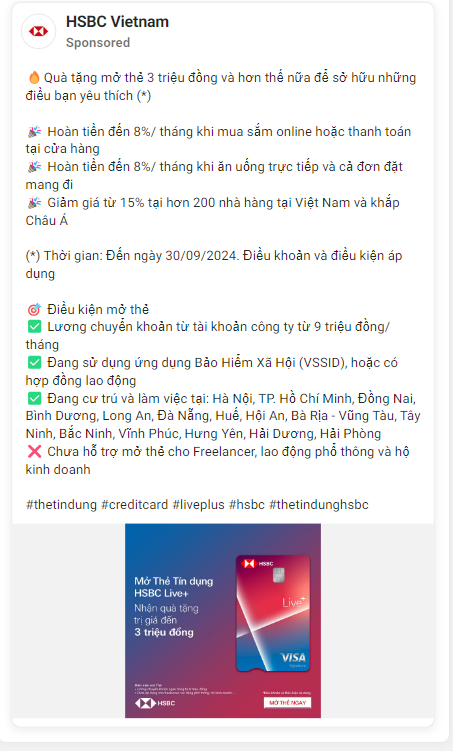 HSBC Vietnam
Sponsored
🔥Quà tặng mở thẻ 3 triệu đồng và hơn thế nữa để sở hữu những
điều bạn yêu thích (*)
🎉 Hoàn tiền đến 8%/ tháng khi mua sắm online hoặc thanh toán
tại cửa hàng
🎉 Hoàn tiền đến 8%/ tháng khi ăn uống trực tiếp và cả đơn đặt
mang đi
🎉 Giảm giá từ 15% tại hơn 200 nhà hàng tại Việt Nam và khắp
Châu Á
(*) Thời gian: Đến ngày 30/09/2024. Điều khoản và điều kiện áp
dụng
🎯 Điều kiện mở thẻ
✅ Lương chuyển khoản từ tài khoản công ty từ 9 triệu đồng/
tháng
✅ Đang sử dụng ứng dụng Bảo Hiểm Xã Hội (VSSID), hoặc có
hợp đồng lao động
✅ Đang cư trú và làm việc tại: Hà Nội, TP. Hồ Chí Minh, Đồng Nai,
Bình Dương, Long An, Đà Nẵng, Huế, Hội An, Bà Rịa - Vũng Tàu, Tây
Ninh, Bắc Ninh, Vĩnh Phúc, Hưng Yên, Hải Dương, Hải Phòng
❌ Chưa hỗ trợ mở thẻ cho Freelancer, lao động phổ thông và hộ
kinh doanh
#thetindung #creditcard #liveplus #hsbc #thetindunghsbc
Mở Thẻ Tín dụng
HSBC Live+
Nhận quà tặng
trị giá đến
3 triệu đồng
HSBC
Live+
VISA
HSBC
MỞ THẺ NGAY